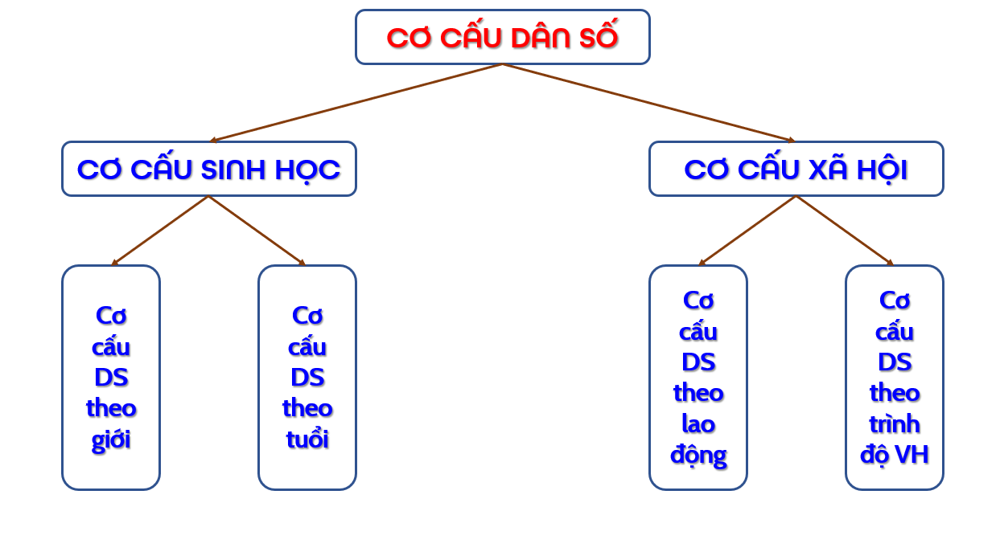 CƠ CẤU DÂN SỐ
CƠ CẤU SINH HỌC
CƠ CẤU XÃ HỘI
Cơ
cấu
DS
theo
giới
Cơ
cấu
DS
theo
tuổi
Cơ
cấu
DS
theo
lao
động
Cơ
cấu
DS
theo
trình
độ VH